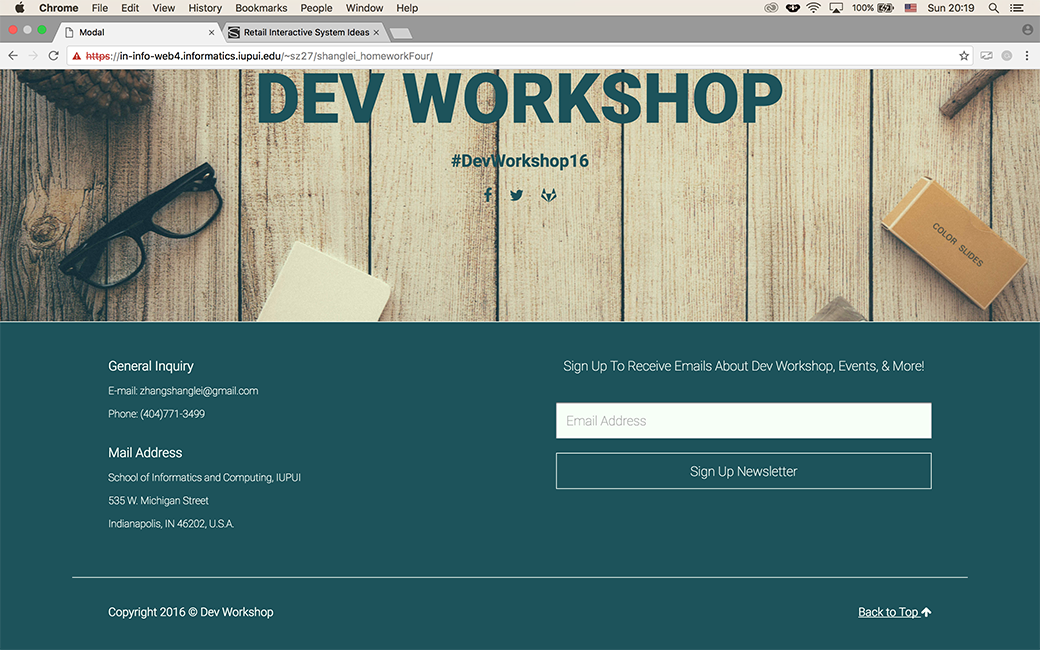 Chrome File Edit View History Bookmarks People Window Help 100% Sun 20:19
Modal Retail Interactive System Ideas
https://in-info-web4.informatics.iupui.edu/~sz27/shanglei_homeworkFour/
DEV WORKSHOP
#DevWorkshop16
COLOR SLIDES
General Inquiry
E-mail: zhangshanglei@gmail.com
Phone: (404)771-3499
Mail Address
School of Informatics and Computing, IUPUI
535 W. Michigan Street
Indianapolis, IN 46202, U.S.A.
Sign Up To Receive Emails About Dev Workshop, Events, & More!
Email Address
Sign Up Newsletter
Copyright 2016 © Dev Workshop
Back to Top